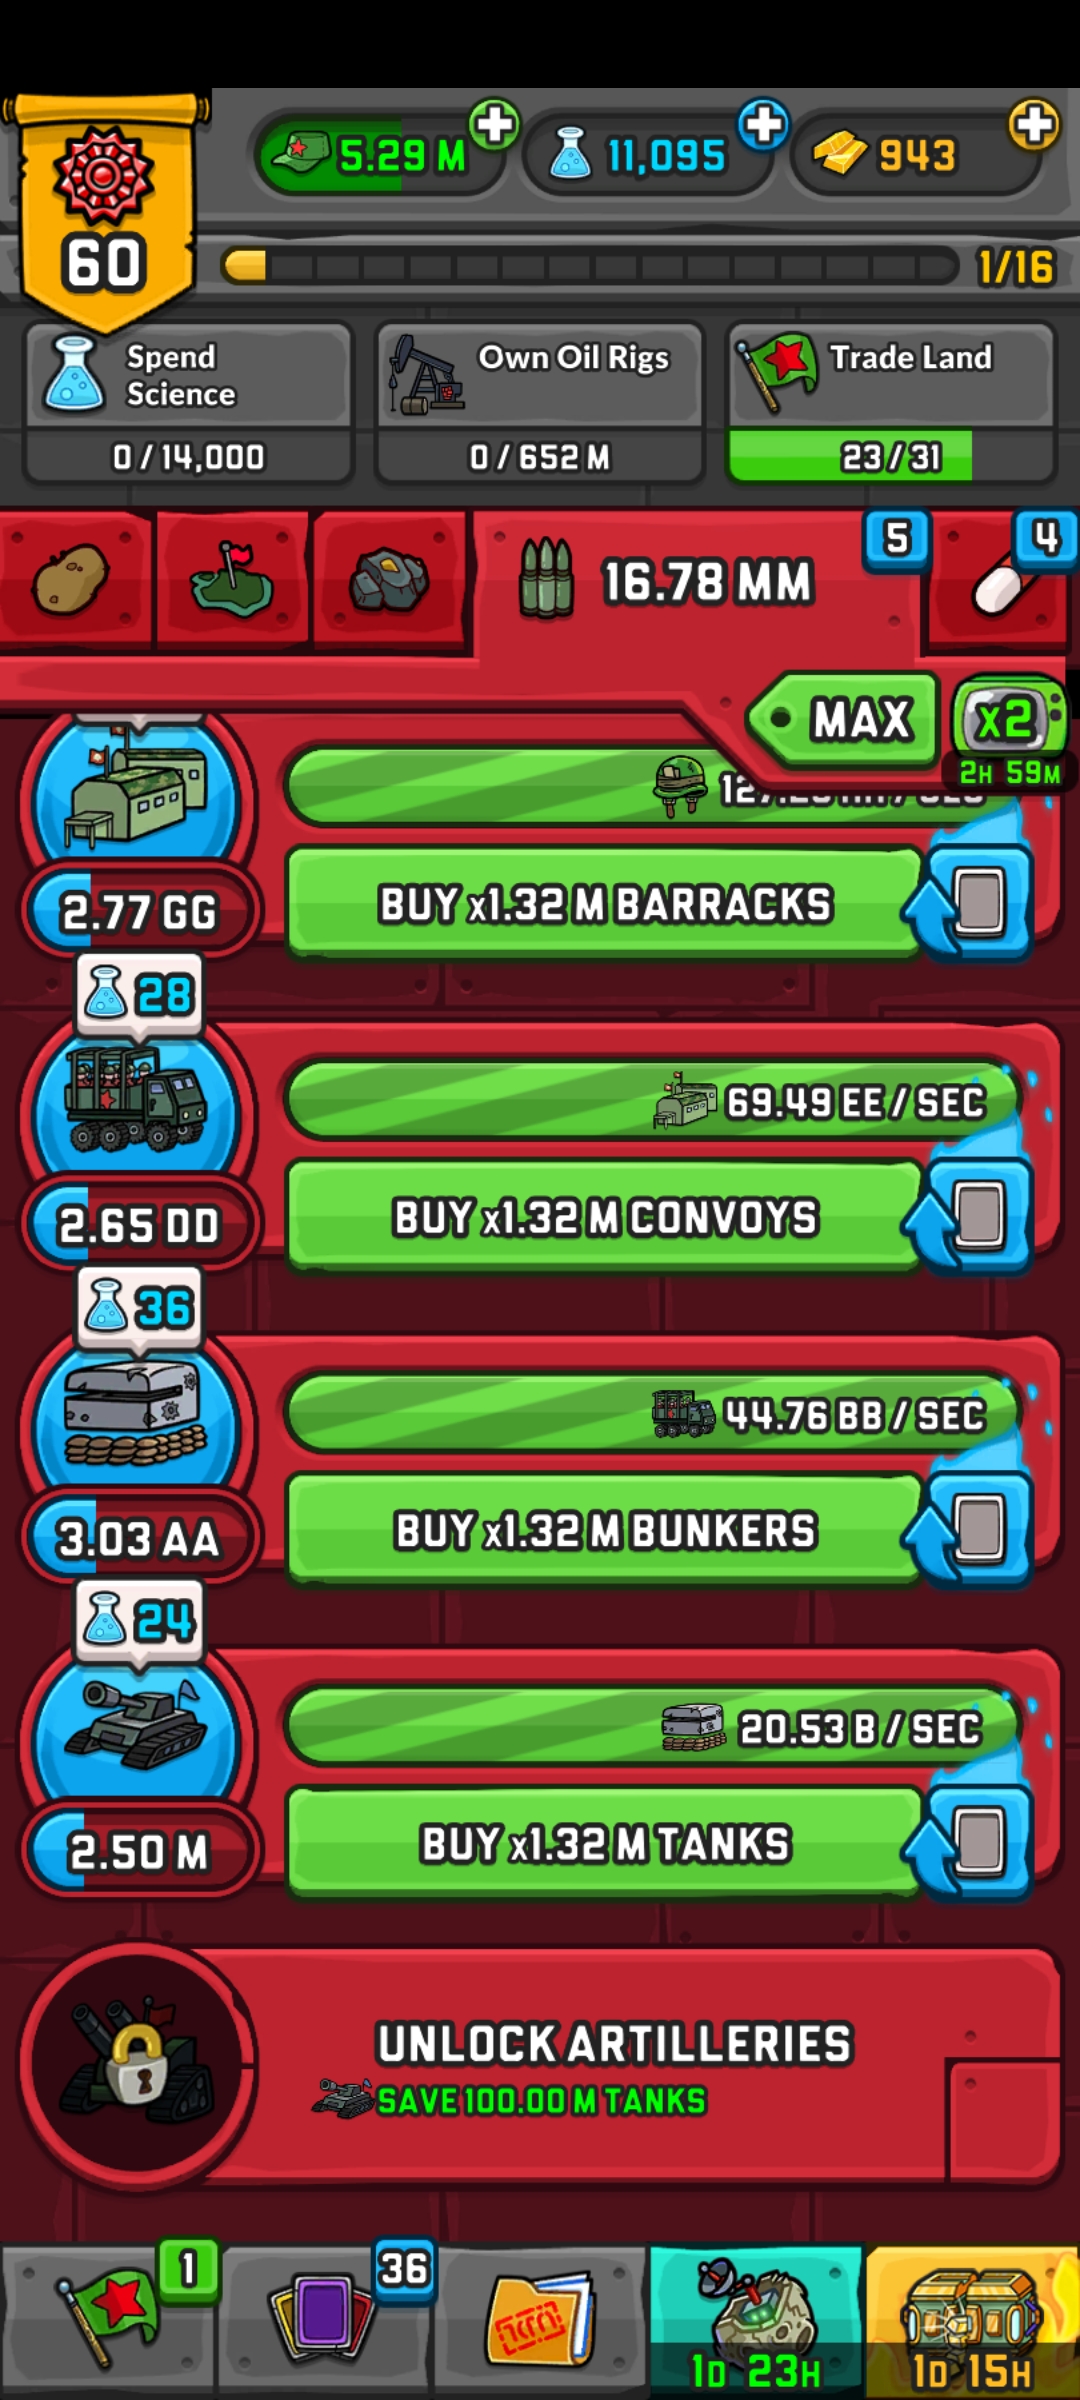 5.29 M
11,095
943
60
1/16
Spend
Science
Own Oil Rigs
Trade Land
0/14,000
0/652 M
23/31
16.78 MM
5
4
MAX
x2
2H 59M
/ SEC
BUY x1.32 M BARRACKS
2.77 GG
28
69.49 EE / SEC
BUY x1.32 M CONVOYS
2.65 DD
36
44.76 BB / SEC
BUY x1.32 M BUNKERS
3.03 AA
24
20.53 B / SEC
BUY x1.32 M TANKS
2.50 M
UNLOCK ARTILLERIES
SAVE 100.00 M TANKS
1
36
1D 23H
1D 15H